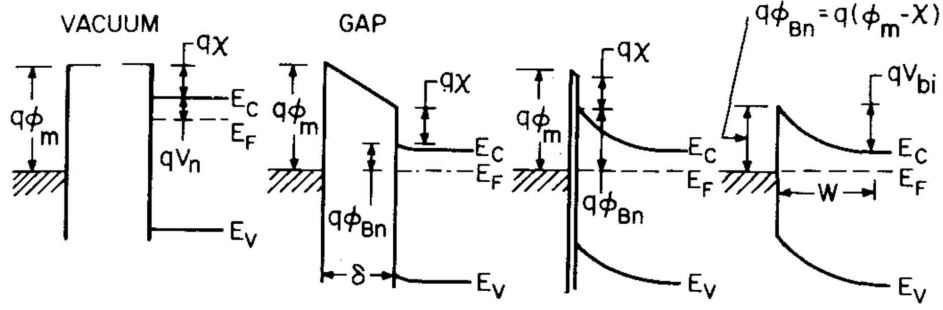 VACUUM
qχ
qϕm
EC
EF
qVn
EV
GAP
qχ
qϕm
EC
EF
qϕBn
δ
EV
qχ
qϕm
EC
EF
qϕBn
EV
qϕBn = q(ϕm-χ)
qVbi
EC
EF
W
EV